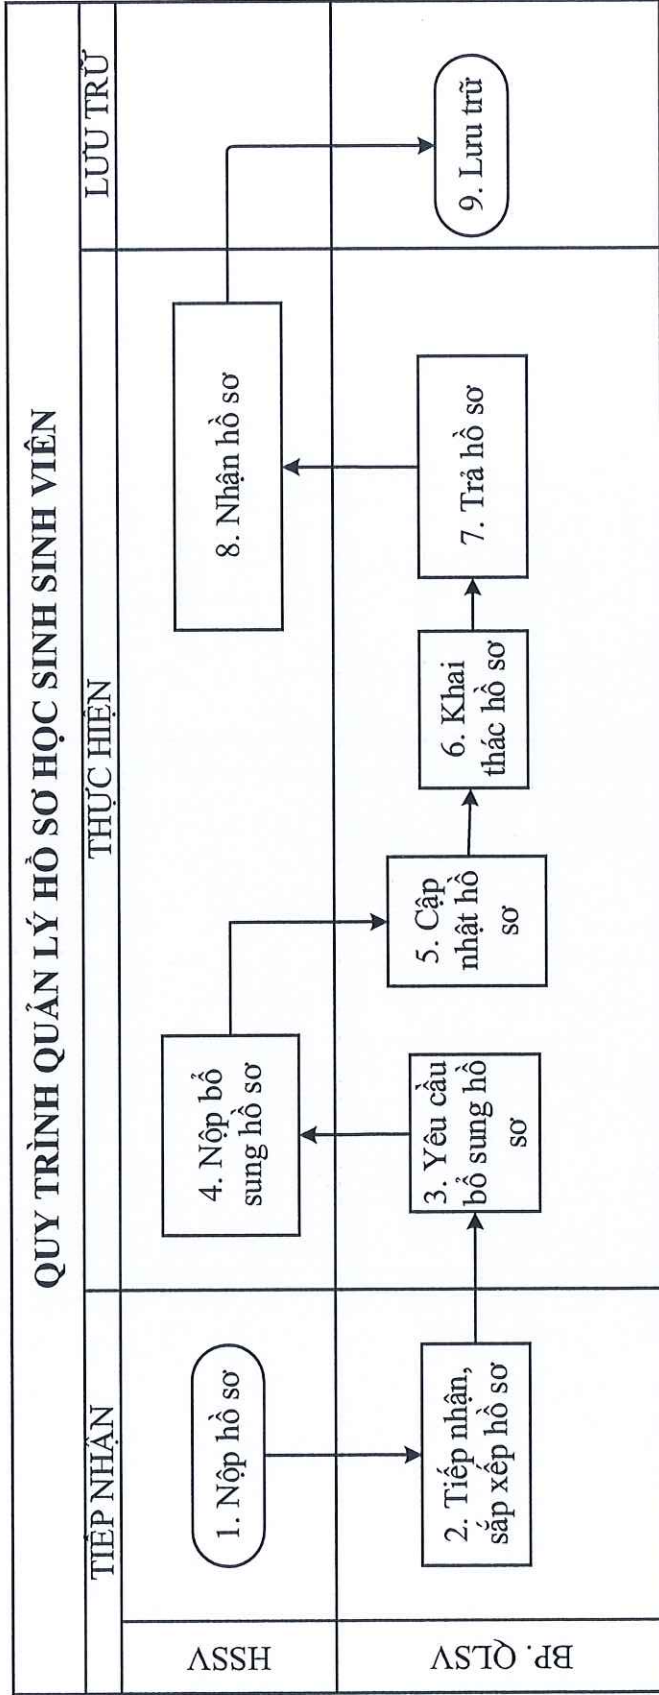 QUY TRÌNH QUẢN LÝ HỒ SƠ HỌC SINH SINH VIÊN
TIẾP NHẬN
THỰC HIỆN
LƯU TRỮ
HSSV
1. Nộp hồ sơ
4. Nộp bổ
sung hồ sơ
8. Nhận hồ sơ
BP. QLSV
2. Tiếp nhận,
sắp xếp hồ sơ
3. Yêu cầu
bổ sung hồ
sơ
5. Cập
nhật hồ
sơ
6. Khai
thác hồ sơ
7. Trả hồ sơ
9. Lưu trữ